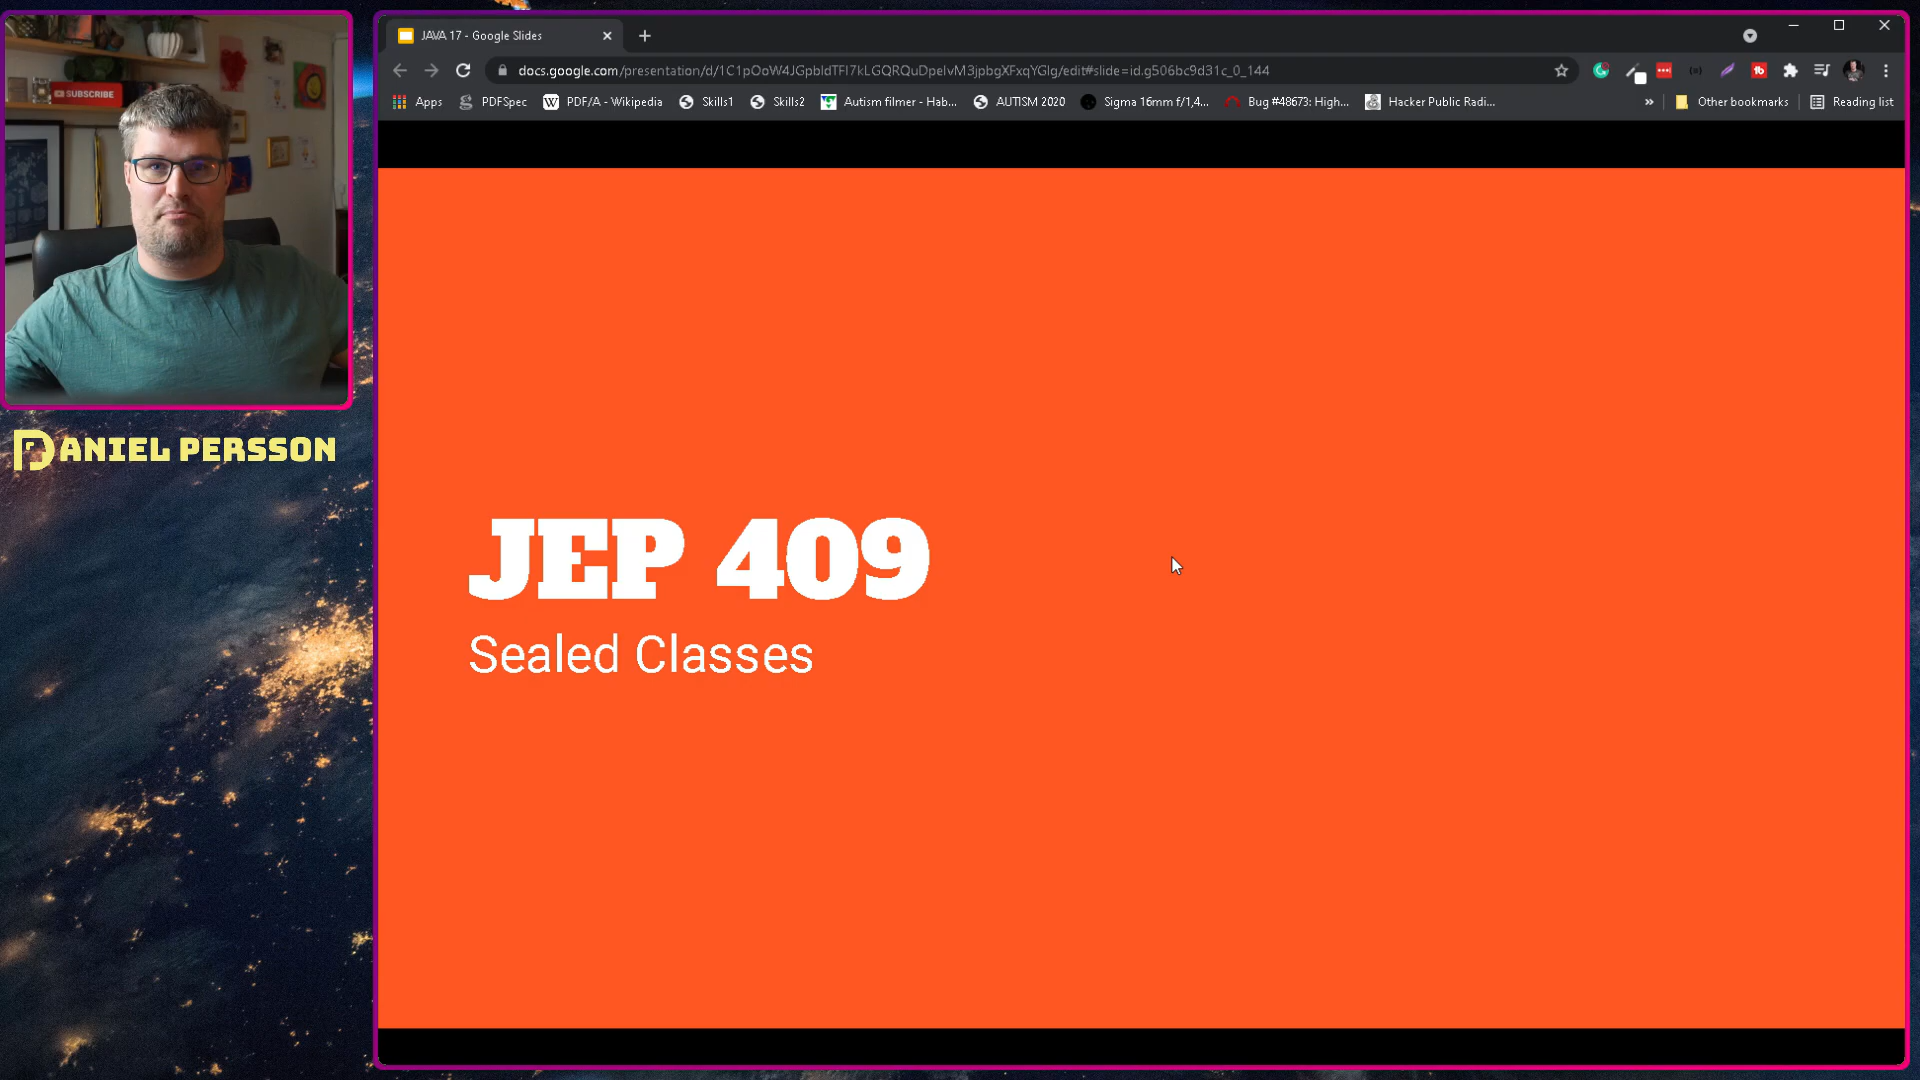 JAVA 17 - Google Slides
docs.google.com/presentation/d/1C1pOoW4JGpbldTFI7kLGQRQuDpelvM3jpbgXFxqYGlg/edit#slide=id.g506bc9d31c_0_144
Apps
PDFSpec
PDF/A - Wikipedia
Skills1
Skills2
Autism filmer - Hab...
AUTISM 2020
Sigma 16mm f/1,4...
Bug #48673: High...
Hacker Public Radi...
»
Other bookmarks
Reading list
SUBSCRIBE
DANIEL PERSSON
JEP 409
Sealed Classes